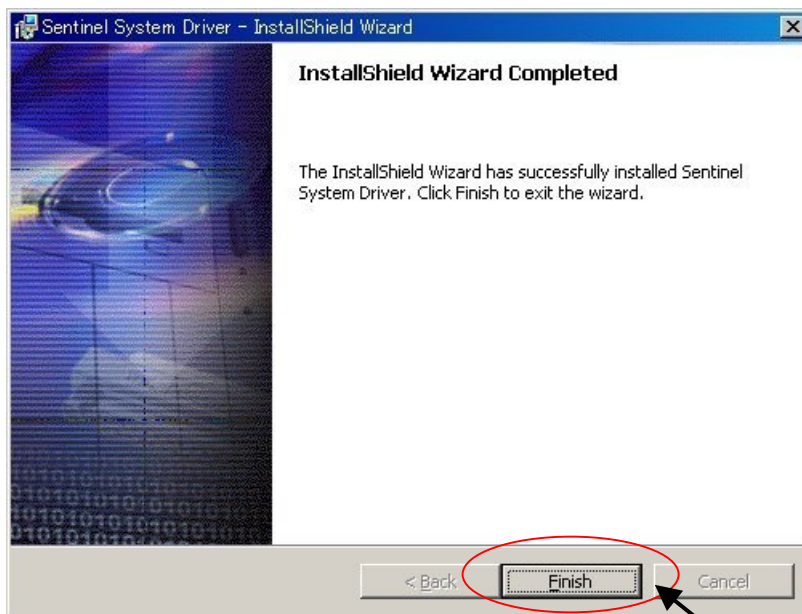 Sentinel System Driver - InstallShield Wizard
InstallShield Wizard Completed
The InstallShield Wizard has successfully installed Sentinel
System Driver. Click Finish to exit the wizard.
< Back
Finish
Cancel